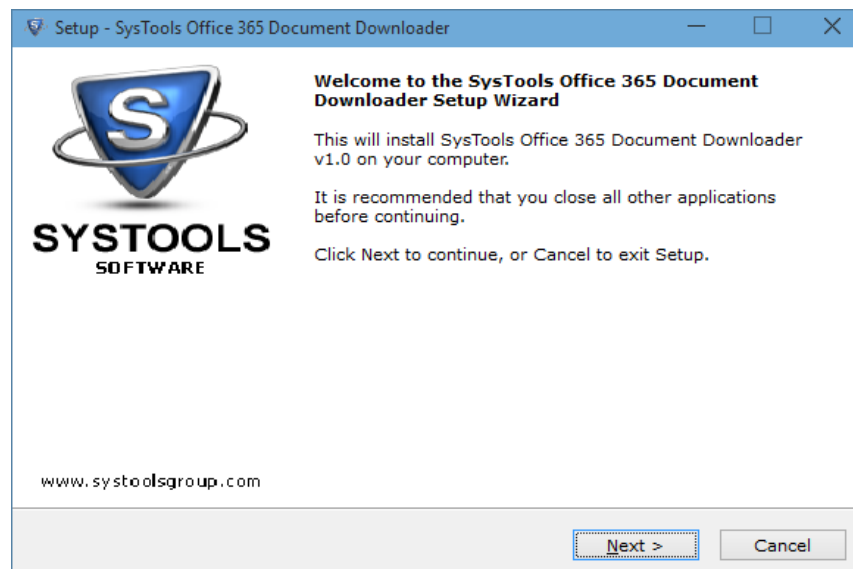 Setup - SysTools Office 365 Document Downloader
S
Welcome to the SysTools Office 365 Document
Downloader Setup Wizard
This will install SysTools Office 365 Document Downloader
v1.0 on your computer.
It is recommended that you close all other applications
before continuing.
Click Next to continue, or Cancel to exit Setup.
SYSTOOLS
SOFTWARE
www.systoolsgroup.com
Next >
Cancel